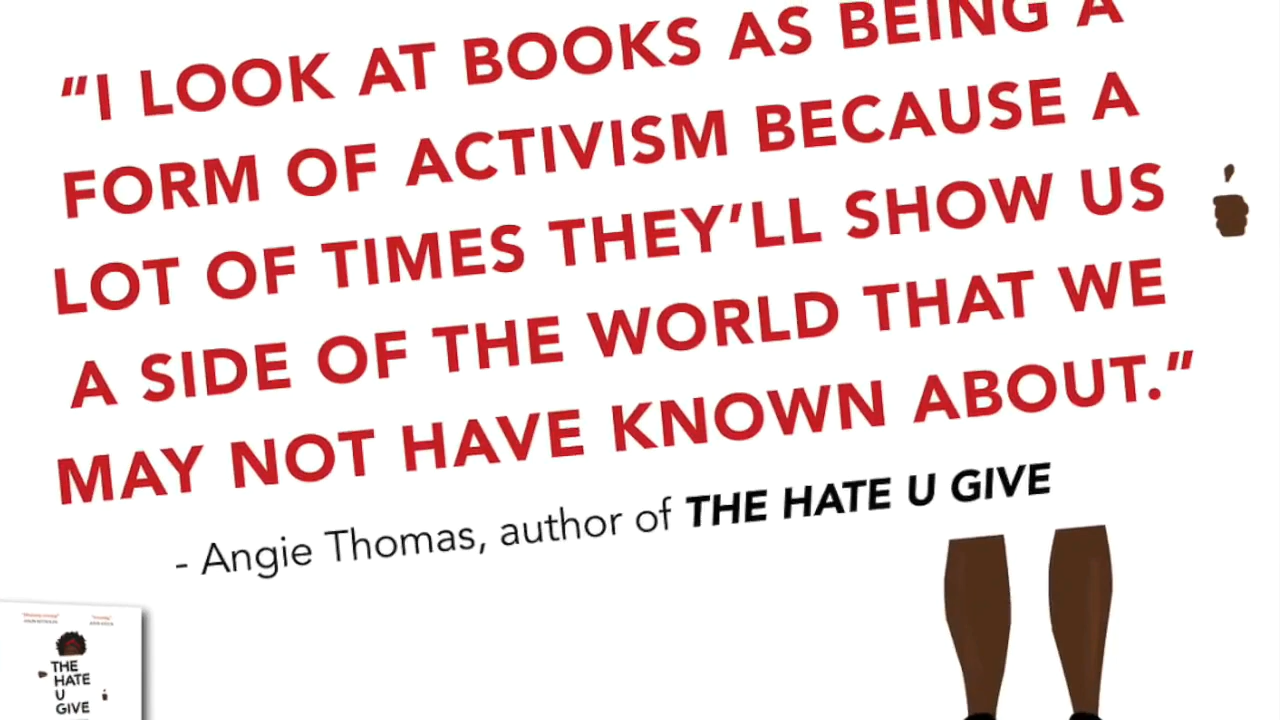 “I LOOK AT BOOKS AS BEING A
FORM OF ACTIVISM BECAUSE A
LOT OF TIMES THEY’LL SHOW US
A SIDE OF THE WORLD THAT WE
MAY NOT HAVE KNOWN ABOUT.”
- Angie Thomas, author of THE HATE U GIVE
THE
HATE
U
GIVE